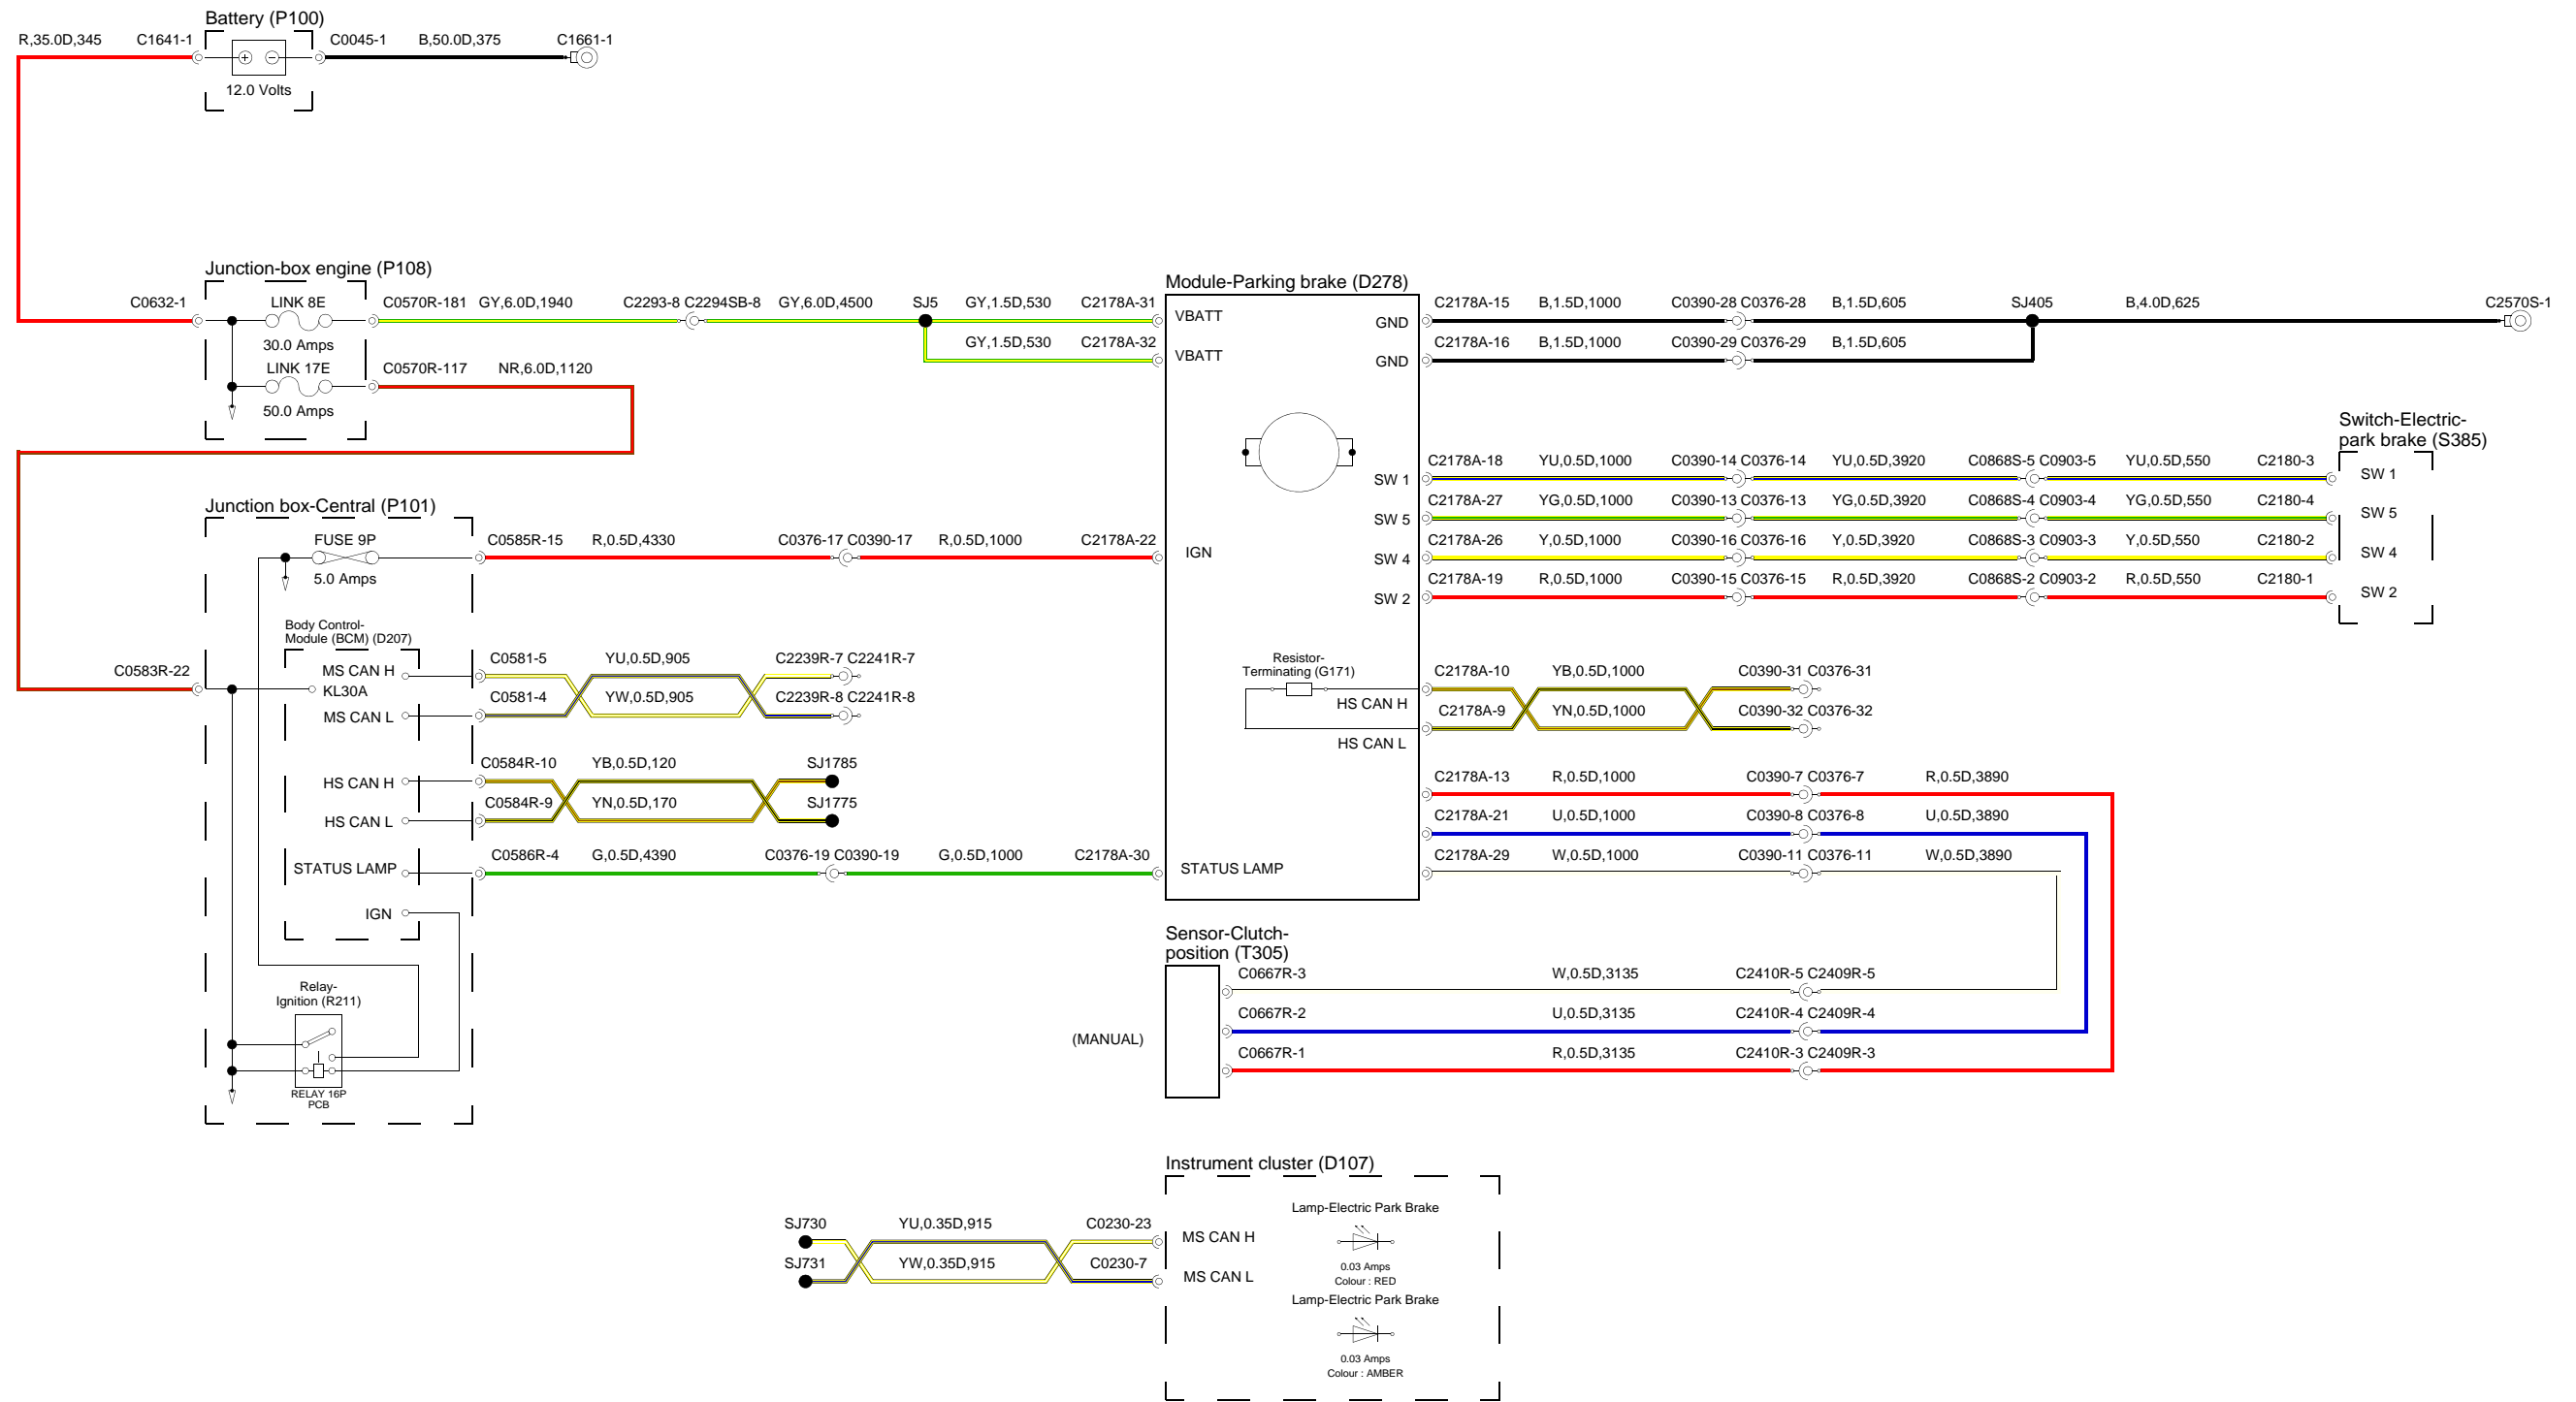 Battery (P100)
R,35.0D,345 C1641-1 C0045-1 B,50.0D,375 C1661-1
12.0 Volts
Junction-box engine (P108)
C0632-1 LINK 8E C0570R-181 GY,6.0D,1940 C2293-8 C2294SB-8 GY,6.0D,4500 SJ5 GY,1.5D,530 C2178A-31
30.0 Amps
GY,1.5D,530 C2178A-32
LINK 17E C0570R-117 NR,6.0D,1120
50.0 Amps
Module-Parking brake (D278)
VBATT
VBATT
GND
GND
C2178A-15 B,1.5D,1000 C0390-28 C0376-28 B,1.5D,605 SJ405 B,4.0D,625 C2570S-1
C2178A-16 B,1.5D,1000 C0390-29 C0376-29 B,1.5D,605
Switch-Electric-
park brake (S385)
SW 1 C2178A-18 YU,0.5D,1000 C0390-14 C0376-14 YU,0.5D,3920 C0868S-5 C0903-5 YU,0.5D,550 C2180-3 SW 1
SW 5 C2178A-27 YG,0.5D,1000 C0390-13 C0376-13 YG,0.5D,3920 C0868S-4 C0903-4 YG,0.5D,550 C2180-4 SW 5
SW 4 C2178A-26 Y,0.5D,1000 C0390-16 C0376-16 Y,0.5D,3920 C0868S-3 C0903-3 Y,0.5D,550 C2180-2 SW 4
SW 2 C2178A-19 R,0.5D,1000 C0390-15 C0376-15 R,0.5D,3920 C0868S-2 C0903-2 R,0.5D,550 C2180-1 SW 2
Junction box-Central (P101)
FUSE 9P C0585R-15 R,0.5D,4330 C0376-17 C0390-17 R,0.5D,1000 C2178A-22 IGN
5.0 Amps
Body Control-
Module (BCM) (D207)
C0583R-22
MS CAN H C0581-5 YU,0.5D,905 C2239R-7 C2241R-7
KL30A
MS CAN L C0581-4 YW,0.5D,905 C2239R-8 C2241R-8
HS CAN H C0584R-10 YB,0.5D,120 SJ1785
HS CAN L C0584R-9 YN,0.5D,170 SJ1775
STATUS LAMP C0586R-4 G,0.5D,4390 C0376-19 C0390-19 G,0.5D,1000 C2178A-30 STATUS LAMP
IGN
Relay-
Ignition (R211)
RELAY 16P
PCB
Resistor-
Terminating (G171)
HS CAN H
HS CAN L
C2178A-10 YB,0.5D,1000 C0390-31 C0376-31
C2178A-9 YN,0.5D,1000 C0390-32 C0376-32
C2178A-13 R,0.5D,1000 C0390-7 C0376-7 R,0.5D,3890
C2178A-21 U,0.5D,1000 C0390-8 C0376-8 U,0.5D,3890
C2178A-29 W,0.5D,1000 C0390-11 C0376-11 W,0.5D,3890
Sensor-Clutch-
position (T305)
C0667R-3 W,0.5D,3135 C2410R-5 C2409R-5
C0667R-2 U,0.5D,3135 C2410R-4 C2409R-4
(MANUAL)
C0667R-1 R,0.5D,3135 C2410R-3 C2409R-3
Instrument cluster (D107)
SJ730 YU,0.35D,915 C0230-23 MS CAN H
SJ731 YW,0.35D,915 C0230-7 MS CAN L
Lamp-Electric Park Brake
0.03 Amps
Colour : RED
Lamp-Electric Park Brake
0.03 Amps
Colour : AMBER